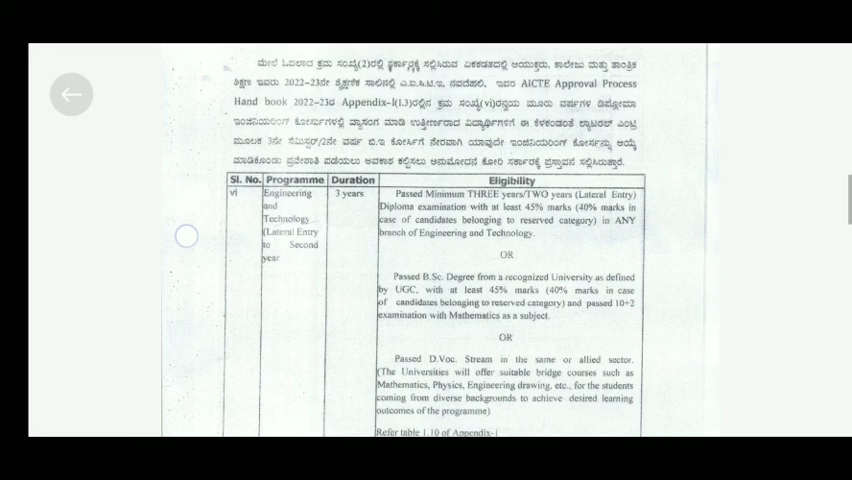 ಮೇಲೆ ಓದಲಾದ ಕ್ರಮ ಸಂಖ್ಯೆ(2)ರಲ್ಲಿ ಸರ್ಕಾರಕ್ಕೆ ಸಲ್ಲಿಸಿರುವ ಏಕಕಡತದಲ್ಲಿ ಆಯುಕ್ತರು, ಕಾಲೇಜು ಮತ್ತು ತಾಂತ್ರಿಕ
ಶಿಕ್ಷಣ ಇವರು 2022-23ನೇ ಶೈಕ್ಷಣಿಕ ಸಾಲಿನಲ್ಲಿ ಎ.ಐ.ಸಿ.ಟಿ.ಇ, ನವದೆಹಲಿ, ಇವರ AICTE Approval Process
Hand book 2022-23ರ Appendix-I(1.3)ರಲ್ಲಿನ ಕ್ರಮ ಸಂಖ್ಯೆ(vi)ರನ್ವಯ ಮೂರು ವರ್ಷಗಳ ಡಿಪ್ಲೋಮಾ
ಇಂಜಿನಿಯರಿಂಗ್ ಕೋರ್ಸುಗಳಲ್ಲಿ ವ್ಯಾಸಂಗ ಮಾಡಿ ಉತ್ತೀರ್ಣರಾದ ವಿದ್ಯಾರ್ಥಿಗಳಿಗೆ ಈ ಕೆಳಕಂಡಂತೆ ಲ್ಯಾಟರಲ್ ಎಂಟ್ರಿ
ಮೂಲಕ 3ನೇ ಸೆಮಿಸ್ಟರ್/2ನೇ ವರ್ಷ ಬಿ.ಇ ಕೋರ್ಸಿಗೆ ನೇರವಾಗಿ ಯಾವುದೇ ಇಂಜಿನಿಯರಿಂಗ್ ಕೋರ್ಸನ್ನು ಆಯ್ಕೆ
ಮಾಡಿಕೊಂಡು ಪ್ರವೇಶಾತಿ ಪಡೆಯಲು ಅವಕಾಶ ಕಲ್ಪಿಸಲು ಅನುಮೋದನೆ ಕೋರಿ ಸರ್ಕಾರಕ್ಕೆ ಪ್ರಸ್ತಾವನೆ ಸಲ್ಲಿಸಿರುತ್ತಾರೆ.
Sl. No. Programme Duration Eligibility
vi Engineering 3 years Passed Minimum THREE years/TWO years (Lateral Entry)
and Diploma examination with at least 45% marks (40% marks in
Technology case of candidates belonging to reserved category) in ANY
(Lateral Entry branch of Engineering and Technology.
to Second OR
year
Passed B.Sc. Degree from a recognized University as defined
by UGC, with at least 45% marks (40% marks in case
of candidates belonging to reserved category) and passed 10+2
examination with Mathematics as a subject.
OR
Passed D.Voc. Stream in the same or allied sector.
(The Universities will offer suitable bridge courses such as
Mathematics, Physics, Engineering drawing, etc., for the students
coming from diverse backgrounds to achieve desired learning
outcomes of the programme)
Refer table 1.10 of Appendix-I